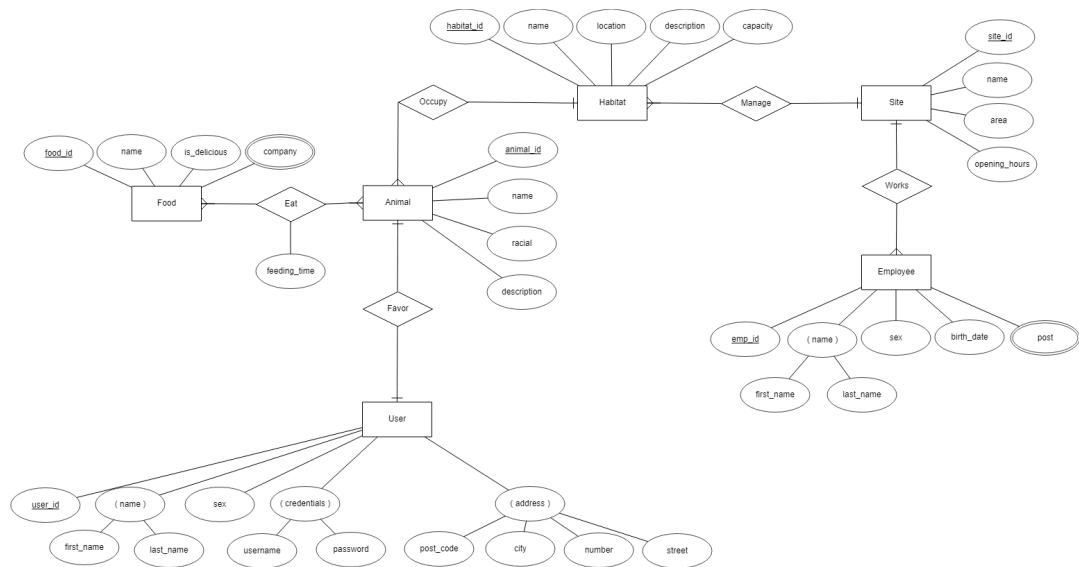 habitat_id
name
location
description
capacity
site_id
name
area
opening_hours
Occupy
Habitat
Manage
Site
food_id
name
is_delicious
company
animal_id
name
racial
description
Food
Eat
Animal
feeding_time
Works
Employee
Favor
emp_id
( name )
sex
birth_date
post
first_name
last_name
User
user_id
( name )
sex
( credentials )
( address )
first_name
last_name
username
password
post_code
city
number
street